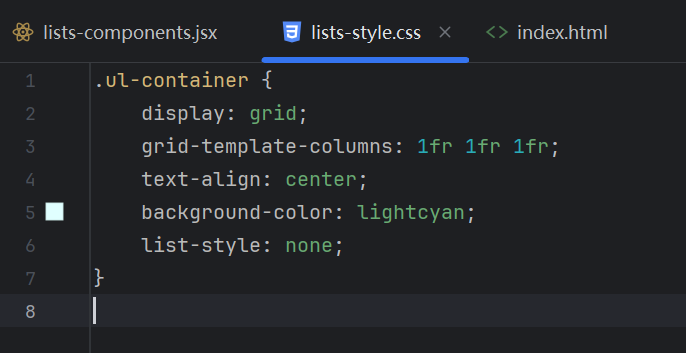 lists-components.jsx lists-style.css × <> index.html
1 .ul-container {
2 display: grid;
3 grid-template-columns: 1fr 1fr 1fr;
4 text-align: center;
5 background-color: lightcyan;
6 list-style: none;
7 }
8